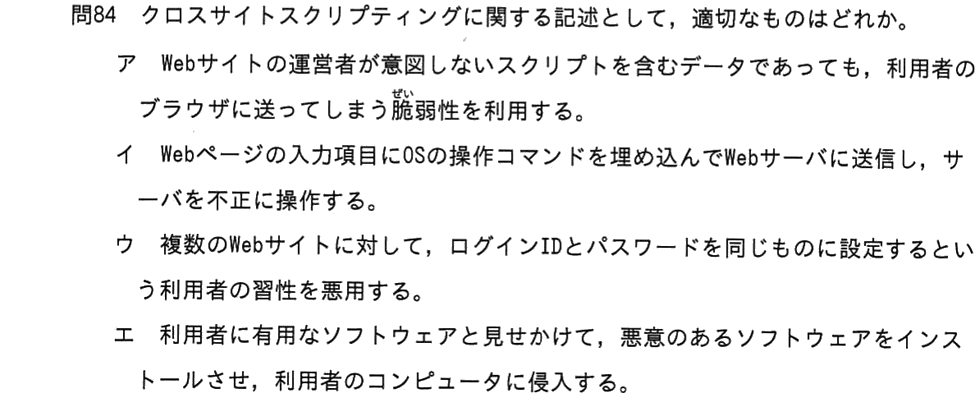 問84 クロスサイトスクリプティングに関する記述として，適切なものはどれか。
ア Webサイトの運営者が意図しないスクリプトを含むデータであっても，利用者の
ブラウザに送ってしまう脆弱性を利用する。
ぜい
イ Webページの入力項目にOSの操作コマンドを埋め込んでWebサーバに送信し，サ
ーバを不正に操作する。
ウ 複数のWebサイトに対して，ログインIDとパスワードを同じものに設定するとい
う利用者の習性を悪用する。
エ 利用者に有用なソフトウェアと見せかけて，悪意のあるソフトウェアをインス
トールさせ，利用者のコンピュータに侵入する。